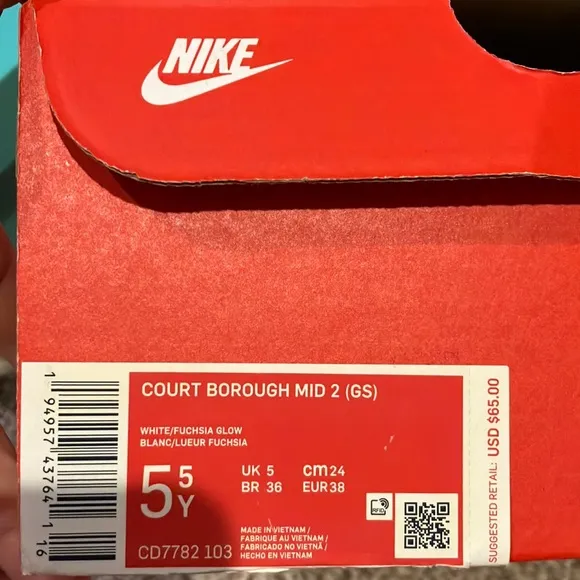 NIKE
COURT BOROUGH MID 2 (GS)
WHITE/FUCHSIA GLOW
BLANC/LUEUR FUCHSIA
5 5Y
UK 5 cm 24
BR 36 EUR 38
RFID
MADE IN VIETNAM /
FABRIQUE AU VIETNAM /
FABRICADO NO VIETNÃ /
HECHO EN VIETNAM
CD7782 103
1 94957 43764 1 16
SUGGESTED RETAIL: USD $65.00